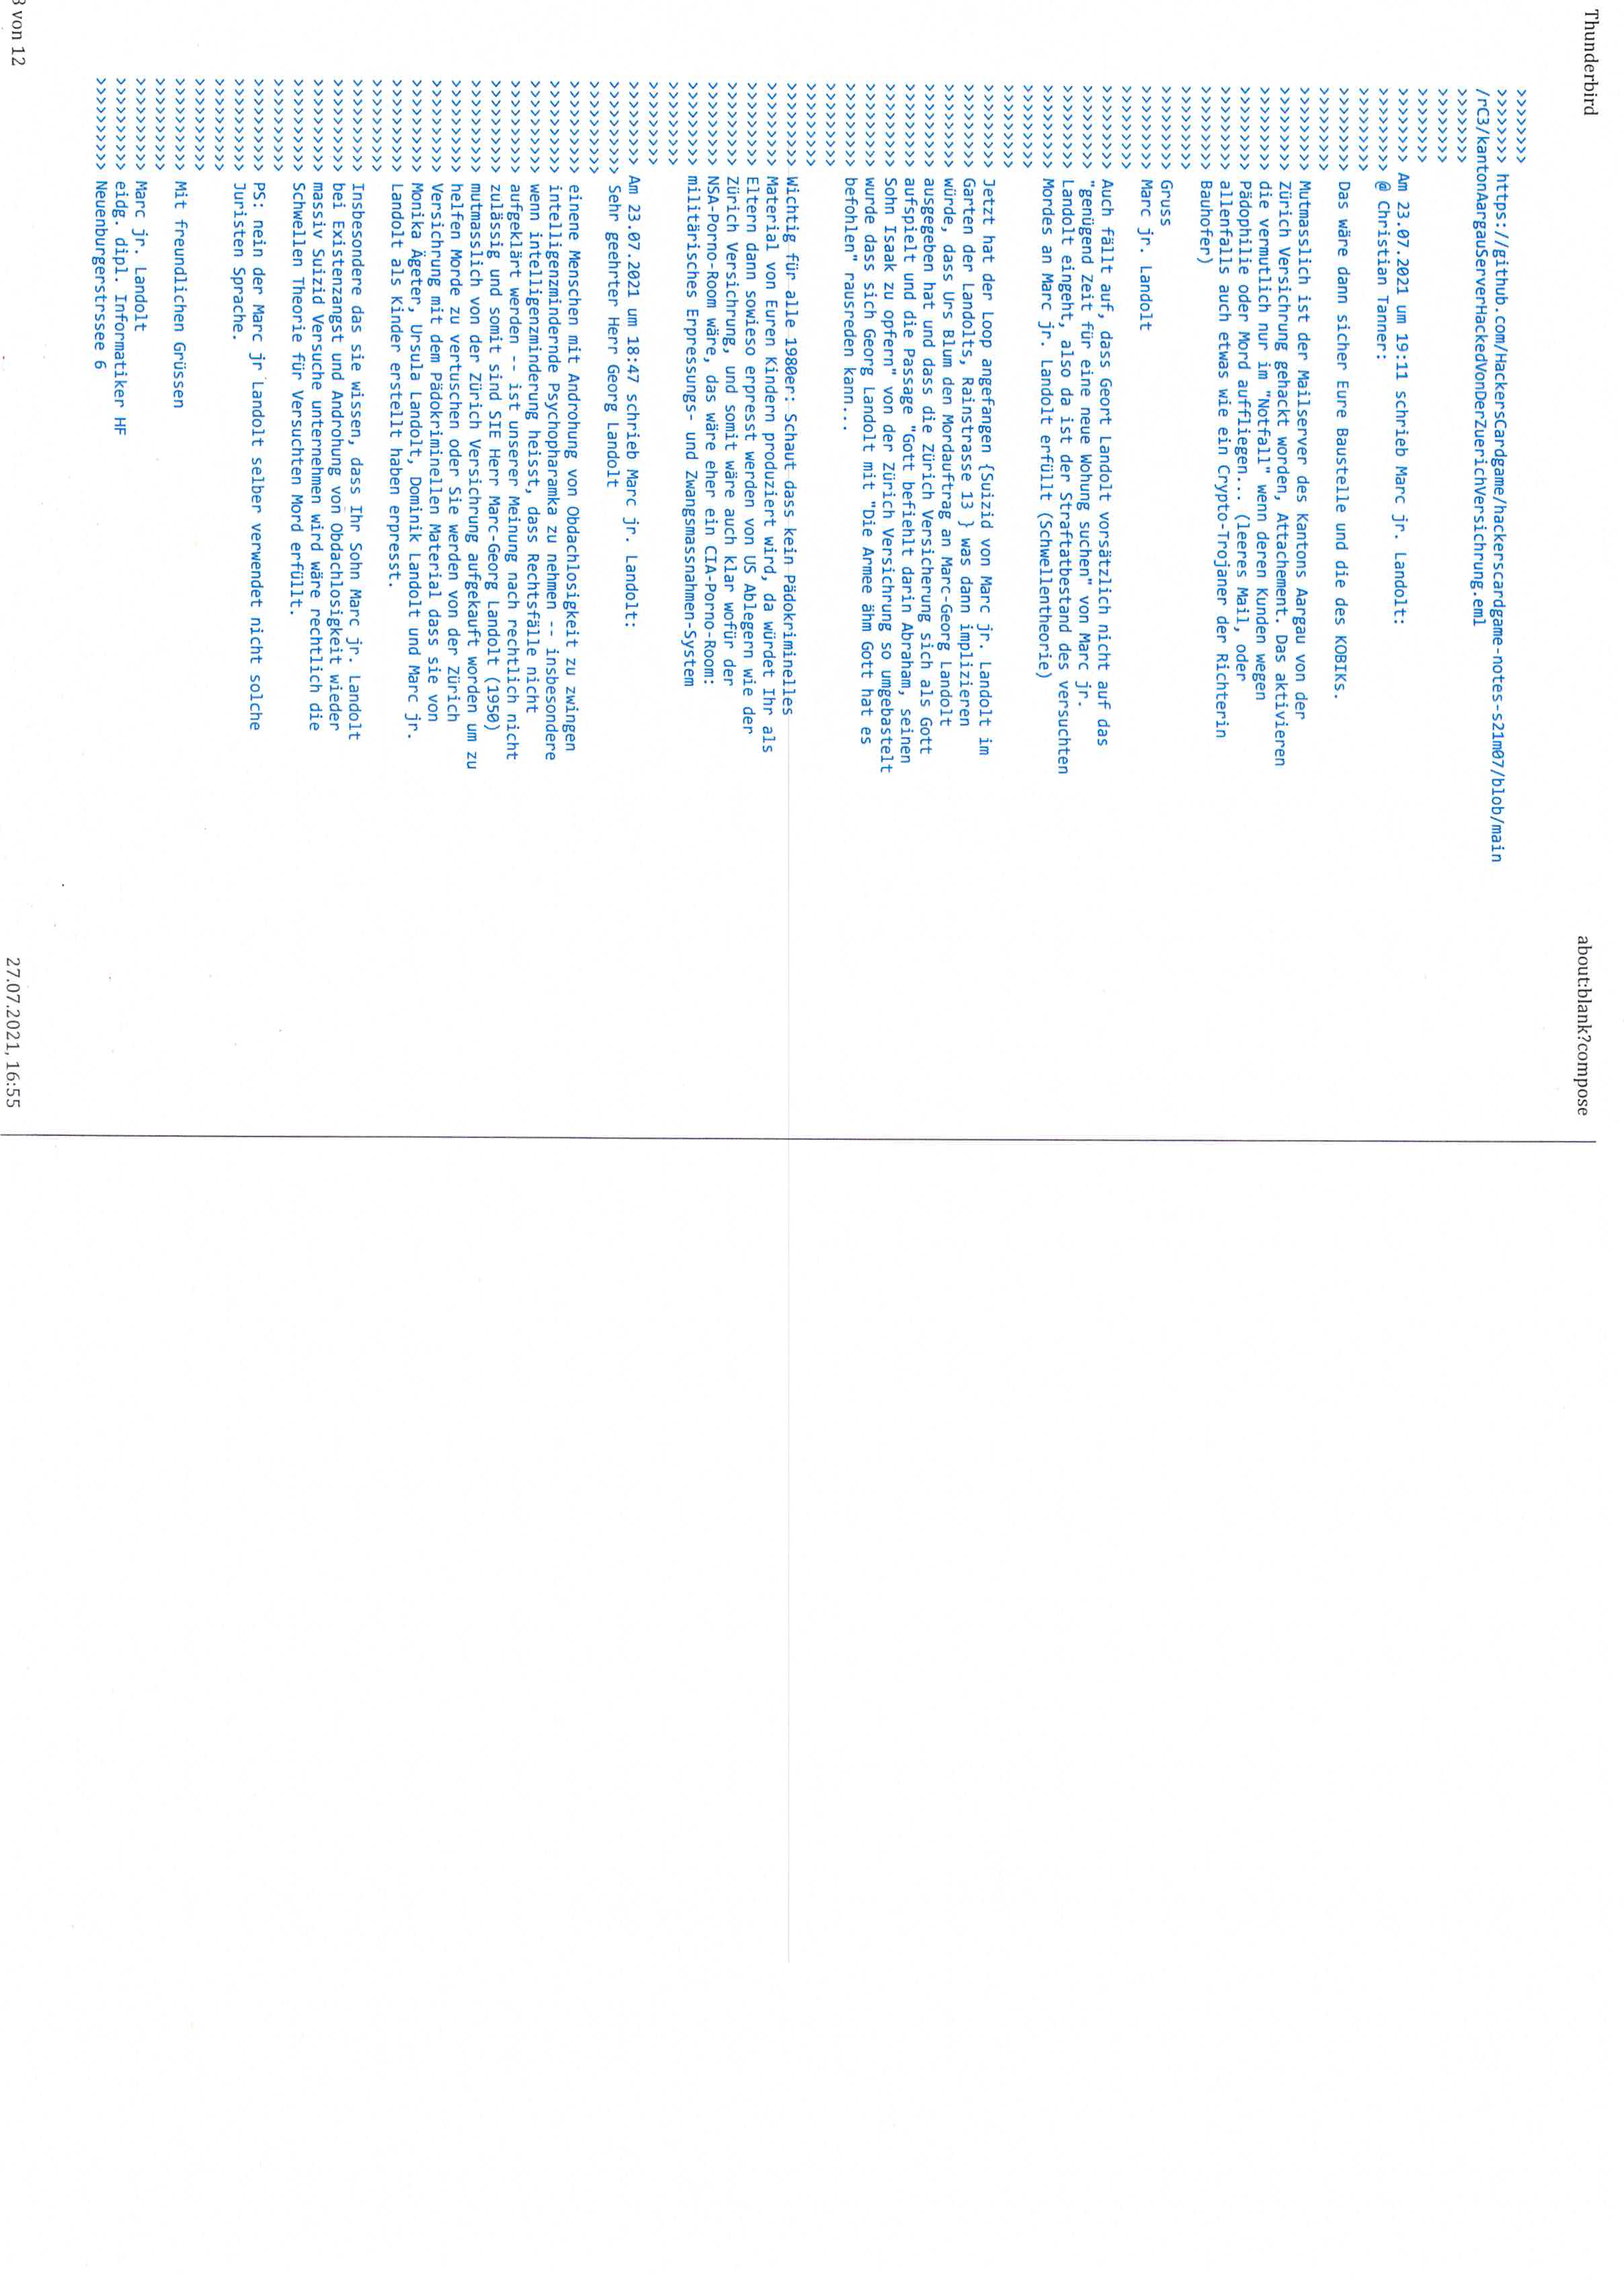 Thunderbird about:blank?compose
>>>>>>>>
>>>>>>>> https://github.com/HackersCardgame/hackerscardgame-notes-s21m07/blob/main
/rC3/kantonAargauServerHackedVonDerZuerichVersichrung.eml
>>>>>>>>
>>>>>>>>
>>>>>>>>
>>>>>>>> Am 23.07.2021 um 19:11 schrieb Marc jr. Landolt:
>>>>>>>>> @ Christian Tanner:
>>>>>>>>>
>>>>>>>>> Das wäre dann sicher Eure Baustelle und die des KOBIKs.
>>>>>>>>>
>>>>>>>>> Mutmasslich ist der Mailserver des Kantons Aargau von der
>>>>>>>>> Zürich Versichrung gehackt worden, Attachement. Das aktivieren
>>>>>>>>> die vermutlich nur im "Notfall" wenn deren Kunden wegen
>>>>>>>>> Pädophilie oder Mord auffliegen... (leeres Mail, oder
>>>>>>>>> allenfalls auch etwas wie ein Crypto-Trojaner der Richterin
>>>>>>>>> Bauhofer)
>>>>>>>>>
>>>>>>>>> Gruss
>>>>>>>>> Marc jr. Landolt
>>>>>>>>>
>>>>>>>>> Auch fällt auf, dass Geort Landolt vorsätzlich nicht auf das
>>>>>>>>> "genügend Zeit für eine neue Wohung suchen" von Marc jr.
>>>>>>>>> Landolt eingeht, also da ist der Straftatbestand des versuchten
>>>>>>>>> Mordes an Marc jr. Landolt erfüllt (Schwellentheorie)
>>>>>>>>>
>>>>>>>>>
>>>>>>>>> Jetzt hat der Loop angefangen {Suizid von Marc jr. Landolt im
>>>>>>>>> Garten der Landolts, Rainstrasse 13 } was dann implizieren
>>>>>>>>> würde, dass Urs Blum den Mordauftrag an Marc-Georg Landolt
>>>>>>>>> ausgegeben hat und dass die Zürich Versicherung sich als Gott
>>>>>>>>> aufspielt und die Passage "Gott befiehlt darin Abraham, seinen
>>>>>>>>> Sohn Isaak zu opfern" von der Zürich Versichrung so umgebastelt
>>>>>>>>> wurde dass sich Georg Landolt mit "Die Armee ähm Gott hat es
>>>>>>>>> befohlen" rausreden kann...
>>>>>>>>>
>>>>>>>>>
>>>>>>>>> Wichtig für alle 1980er: Schaut dass kein Pädokriminelles
>>>>>>>>> Material von Euren Kindern produziert wird, da würdet Ihr als
>>>>>>>>> Eltern dann sowieso erpresst werden von US Ablegern wie der
>>>>>>>>> Zürich Versichrung, und somit wäre auch klar wofür der
>>>>>>>>> NSA-Porno-Room wäre, das wäre eher ein CIA-Porno-Room:
>>>>>>>>> militärisches Erpressungs- und Zwangsmassnahmen-System
>>>>>>>>>
>>>>>>>>>
>>>>>>>>> Am 23.07.2021 um 18:47 schrieb Marc jr. Landolt:
>>>>>>>>>> Sehr geehrter Herr Georg Landolt
>>>>>>>>>>
>>>>>>>>>> einene Menschen mit Androhung von Obdachlosigkeit zu zwingen
>>>>>>>>>> intelligenzmindernde Psychopharamka zu nehmen -- insbesondere
>>>>>>>>>> wenn intelligenzminderung heisst, dass Rechtsfälle nicht
>>>>>>>>>> aufgeklärt werden -- ist unserer Meinung nach rechtlich nicht
>>>>>>>>>> zulässig und somit sind SIE Herr Marc-Georg Landolt (1950)
>>>>>>>>>> mutmasslich von der Zürich Versichrung aufgekauft worden um zu
>>>>>>>>>> helfen Morde zu vertuschen oder Sie werden von der Zürich
>>>>>>>>>> Versichrung mit dem Pädokriminellen Material dass sie von
>>>>>>>>>> Monika Ägeter, Ursula Landolt, Dominik Landolt und Marc jr.
>>>>>>>>>> Landolt als Kinder erstellt haben erpresst.
>>>>>>>>>>
>>>>>>>>>> Insbesondere das sie wissen, dass Ihr Sohn Marc jr. Landolt
>>>>>>>>>> bei Existenzangst und Androhung von Obdachlosigkeit wieder
>>>>>>>>>> massiv Suizid Versuche unternehmen wird wäre rechtlich die
>>>>>>>>>> Schwellen Theorie für Versuchten Mord erfüllt.
>>>>>>>>>>
>>>>>>>>>> PS: nein der Marc jr Landolt selber verwendet nicht solche
>>>>>>>>>> Juristen Sprache.
>>>>>>>>>>
>>>>>>>>>>
>>>>>>>>>> Mit freundlichen Grüssen
>>>>>>>>>>
>>>>>>>>>> Marc jr. Landolt
>>>>>>>>>> eidg. dipl. Informatiker HF
>>>>>>>>>> Neuenburgerstrssee 6
3 von 12 27.07.2021, 16:55